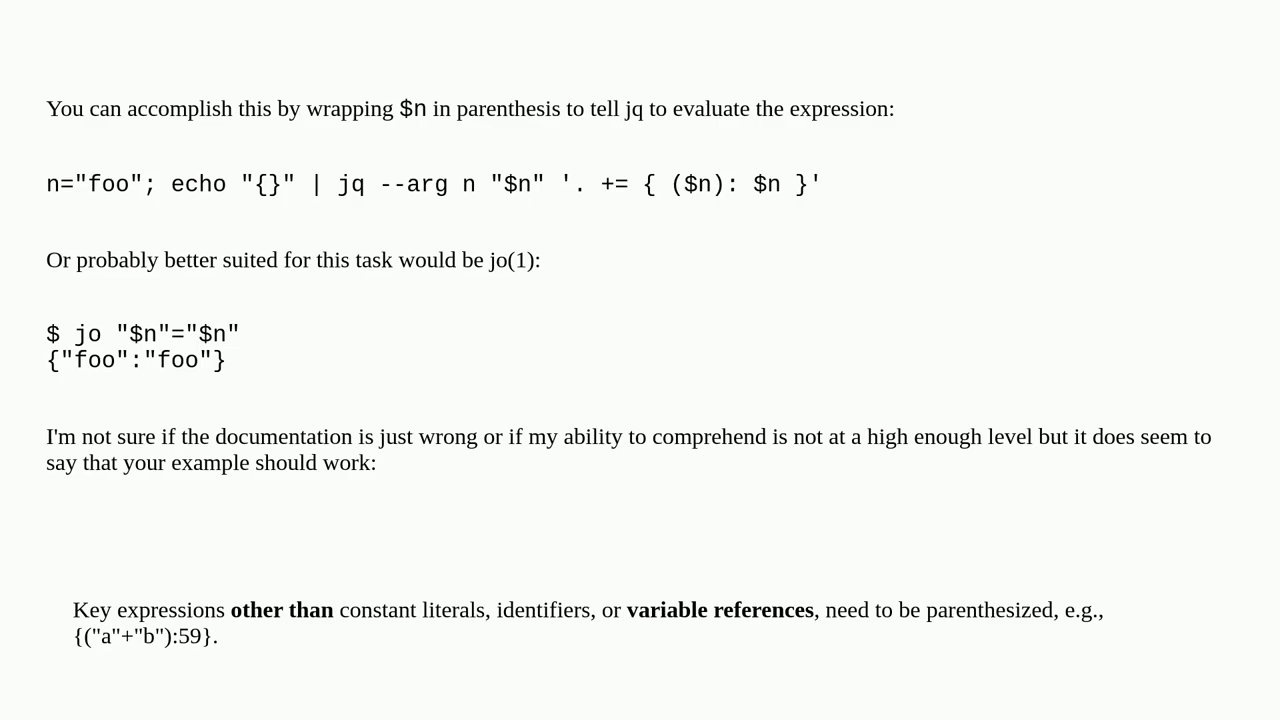 You can accomplish this by wrapping $n in parenthesis to tell jq to evaluate the expression:
n="foo"; echo "{}" | jq --arg n "$n" '. += { ($n): $n }'
Or probably better suited for this task would be jo(1):
$ jo "$n"="$n"
{"foo":"foo"}
I'm not sure if the documentation is just wrong or if my ability to comprehend is not at a high enough level but it does seem to
say that your example should work:
Key expressions other than constant literals, identifiers, or variable references, need to be parenthesized, e.g.,
{("a"+"b"):59}.